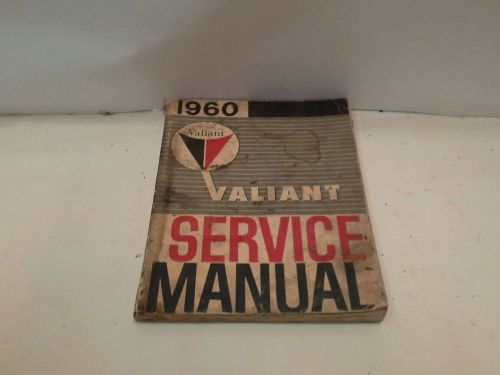 1960
Valiant
VALIANT
SERVICE
MANUAL